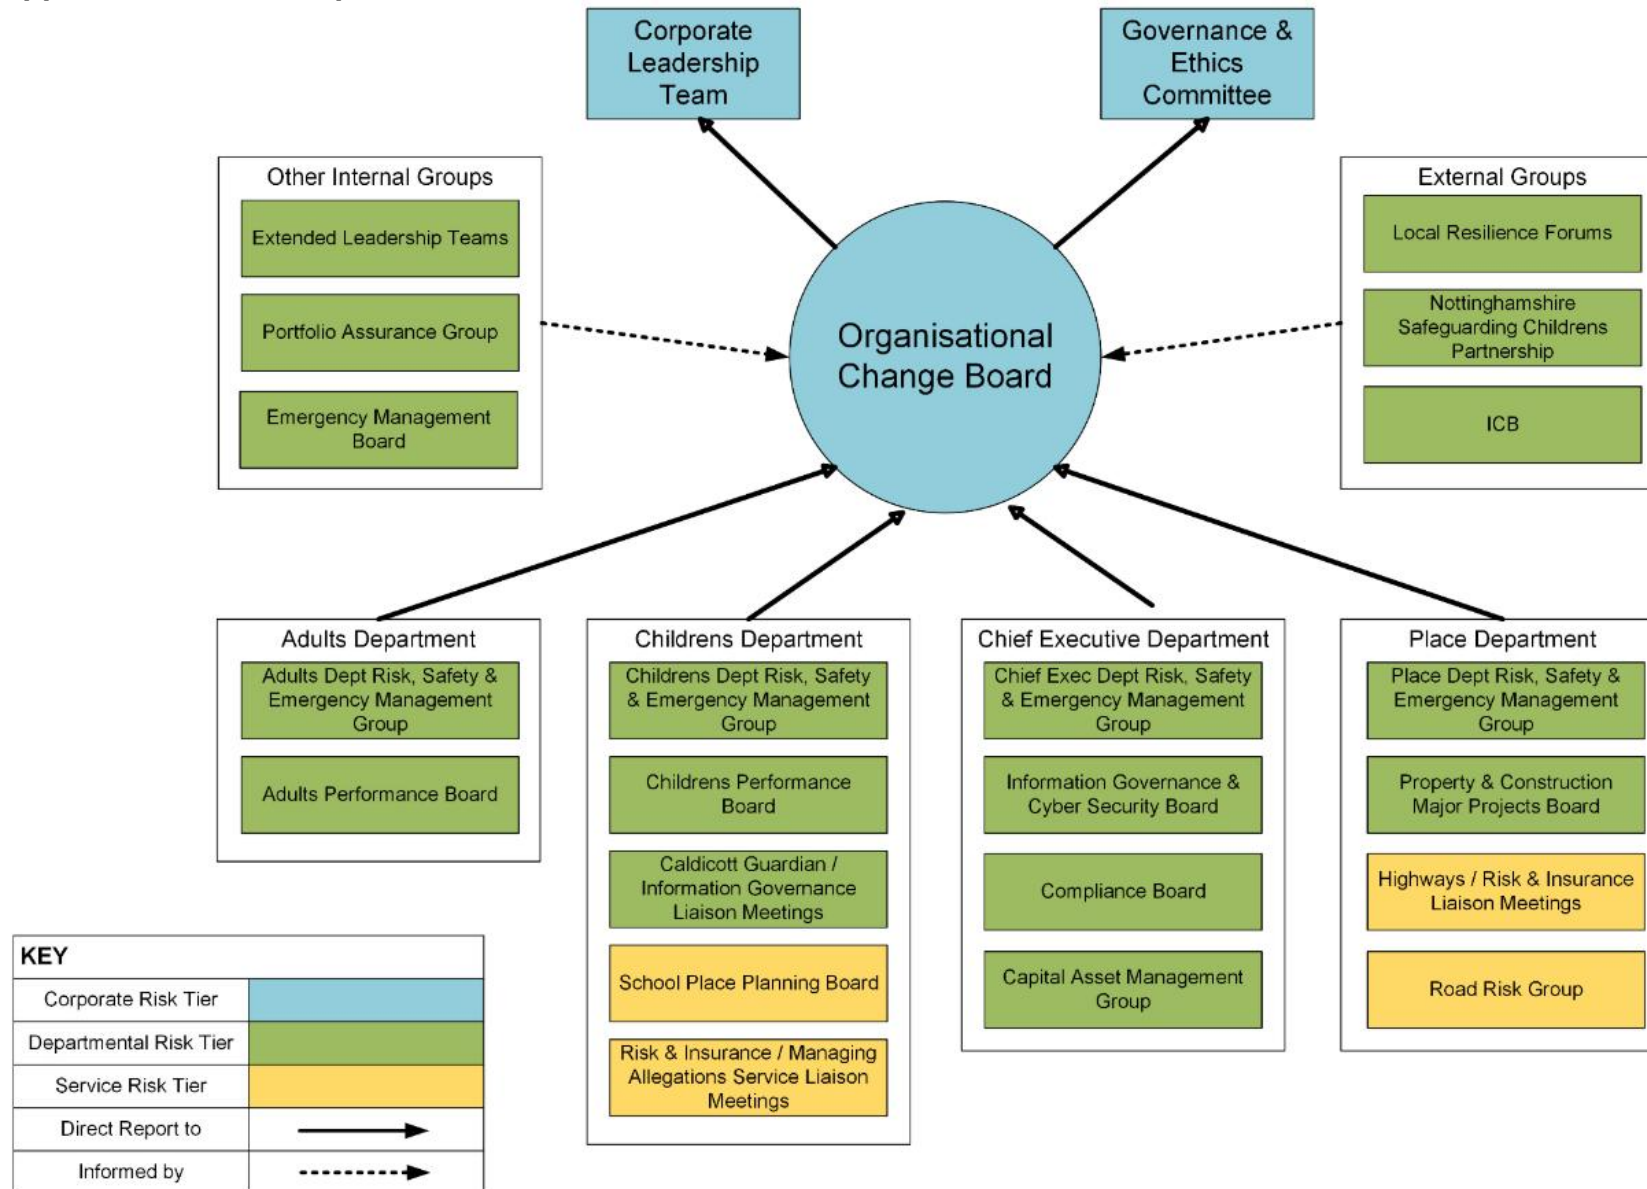 Corporate
Leadership
Team
Governance &
Ethics
Committee
Other Internal Groups
Extended Leadership Teams
Portfolio Assurance Group
Emergency Management
Board
Organisational
Change Board
External Groups
Local Resilience Forums
Nottinghamshire
Safeguarding Childrens
Partnership
ICB
Adults Department
Adults Dept Risk, Safety &
Emergency Management
Group
Adults Performance Board
Childrens Department
Childrens Dept Risk, Safety
& Emergency Management
Group
Childrens Performance
Board
Caldicott Guardian /
Information Governance
Liaison Meetings
School Place Planning Board
Risk & Insurance / Managing
Allegations Service Liaison
Meetings
Chief Executive Department
Chief Exec Dept Risk, Safety
& Emergency Management
Group
Information Governance &
Cyber Security Board
Compliance Board
Capital Asset Management
Group
Place Department
Place Dept Risk, Safety &
Emergency Management
Group
Property & Construction
Major Projects Board
Highways / Risk & Insurance
Liaison Meetings
Road Risk Group
KEY
Corporate Risk Tier
Departmental Risk Tier
Service Risk Tier
Direct Report to
Informed by